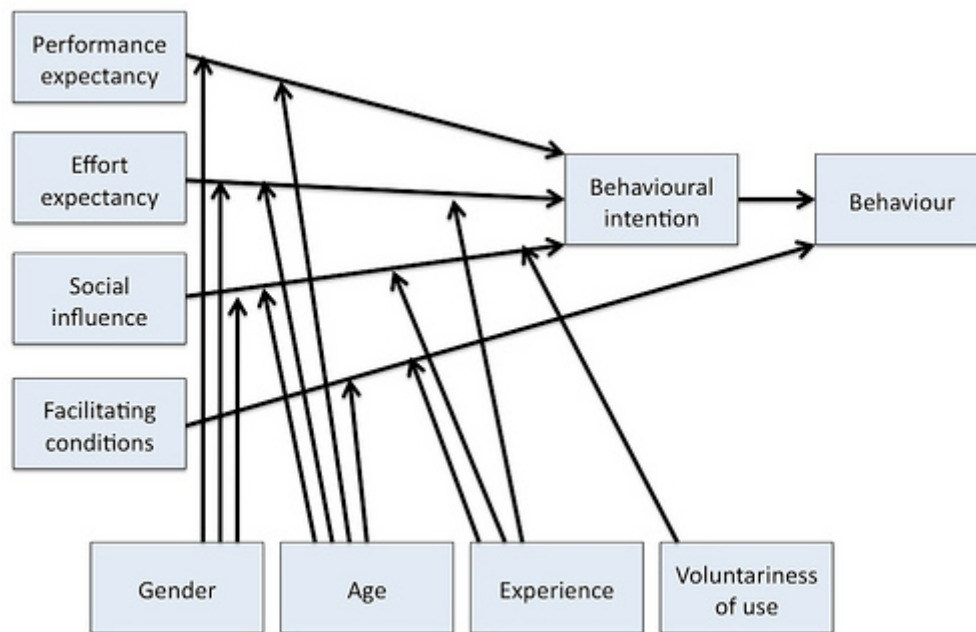 Performance
expectancy
Effort
expectancy
Social
influence
Facilitating
conditions
Behavioural
intention
Behaviour
Gender
Age
Experience
Voluntariness
of use